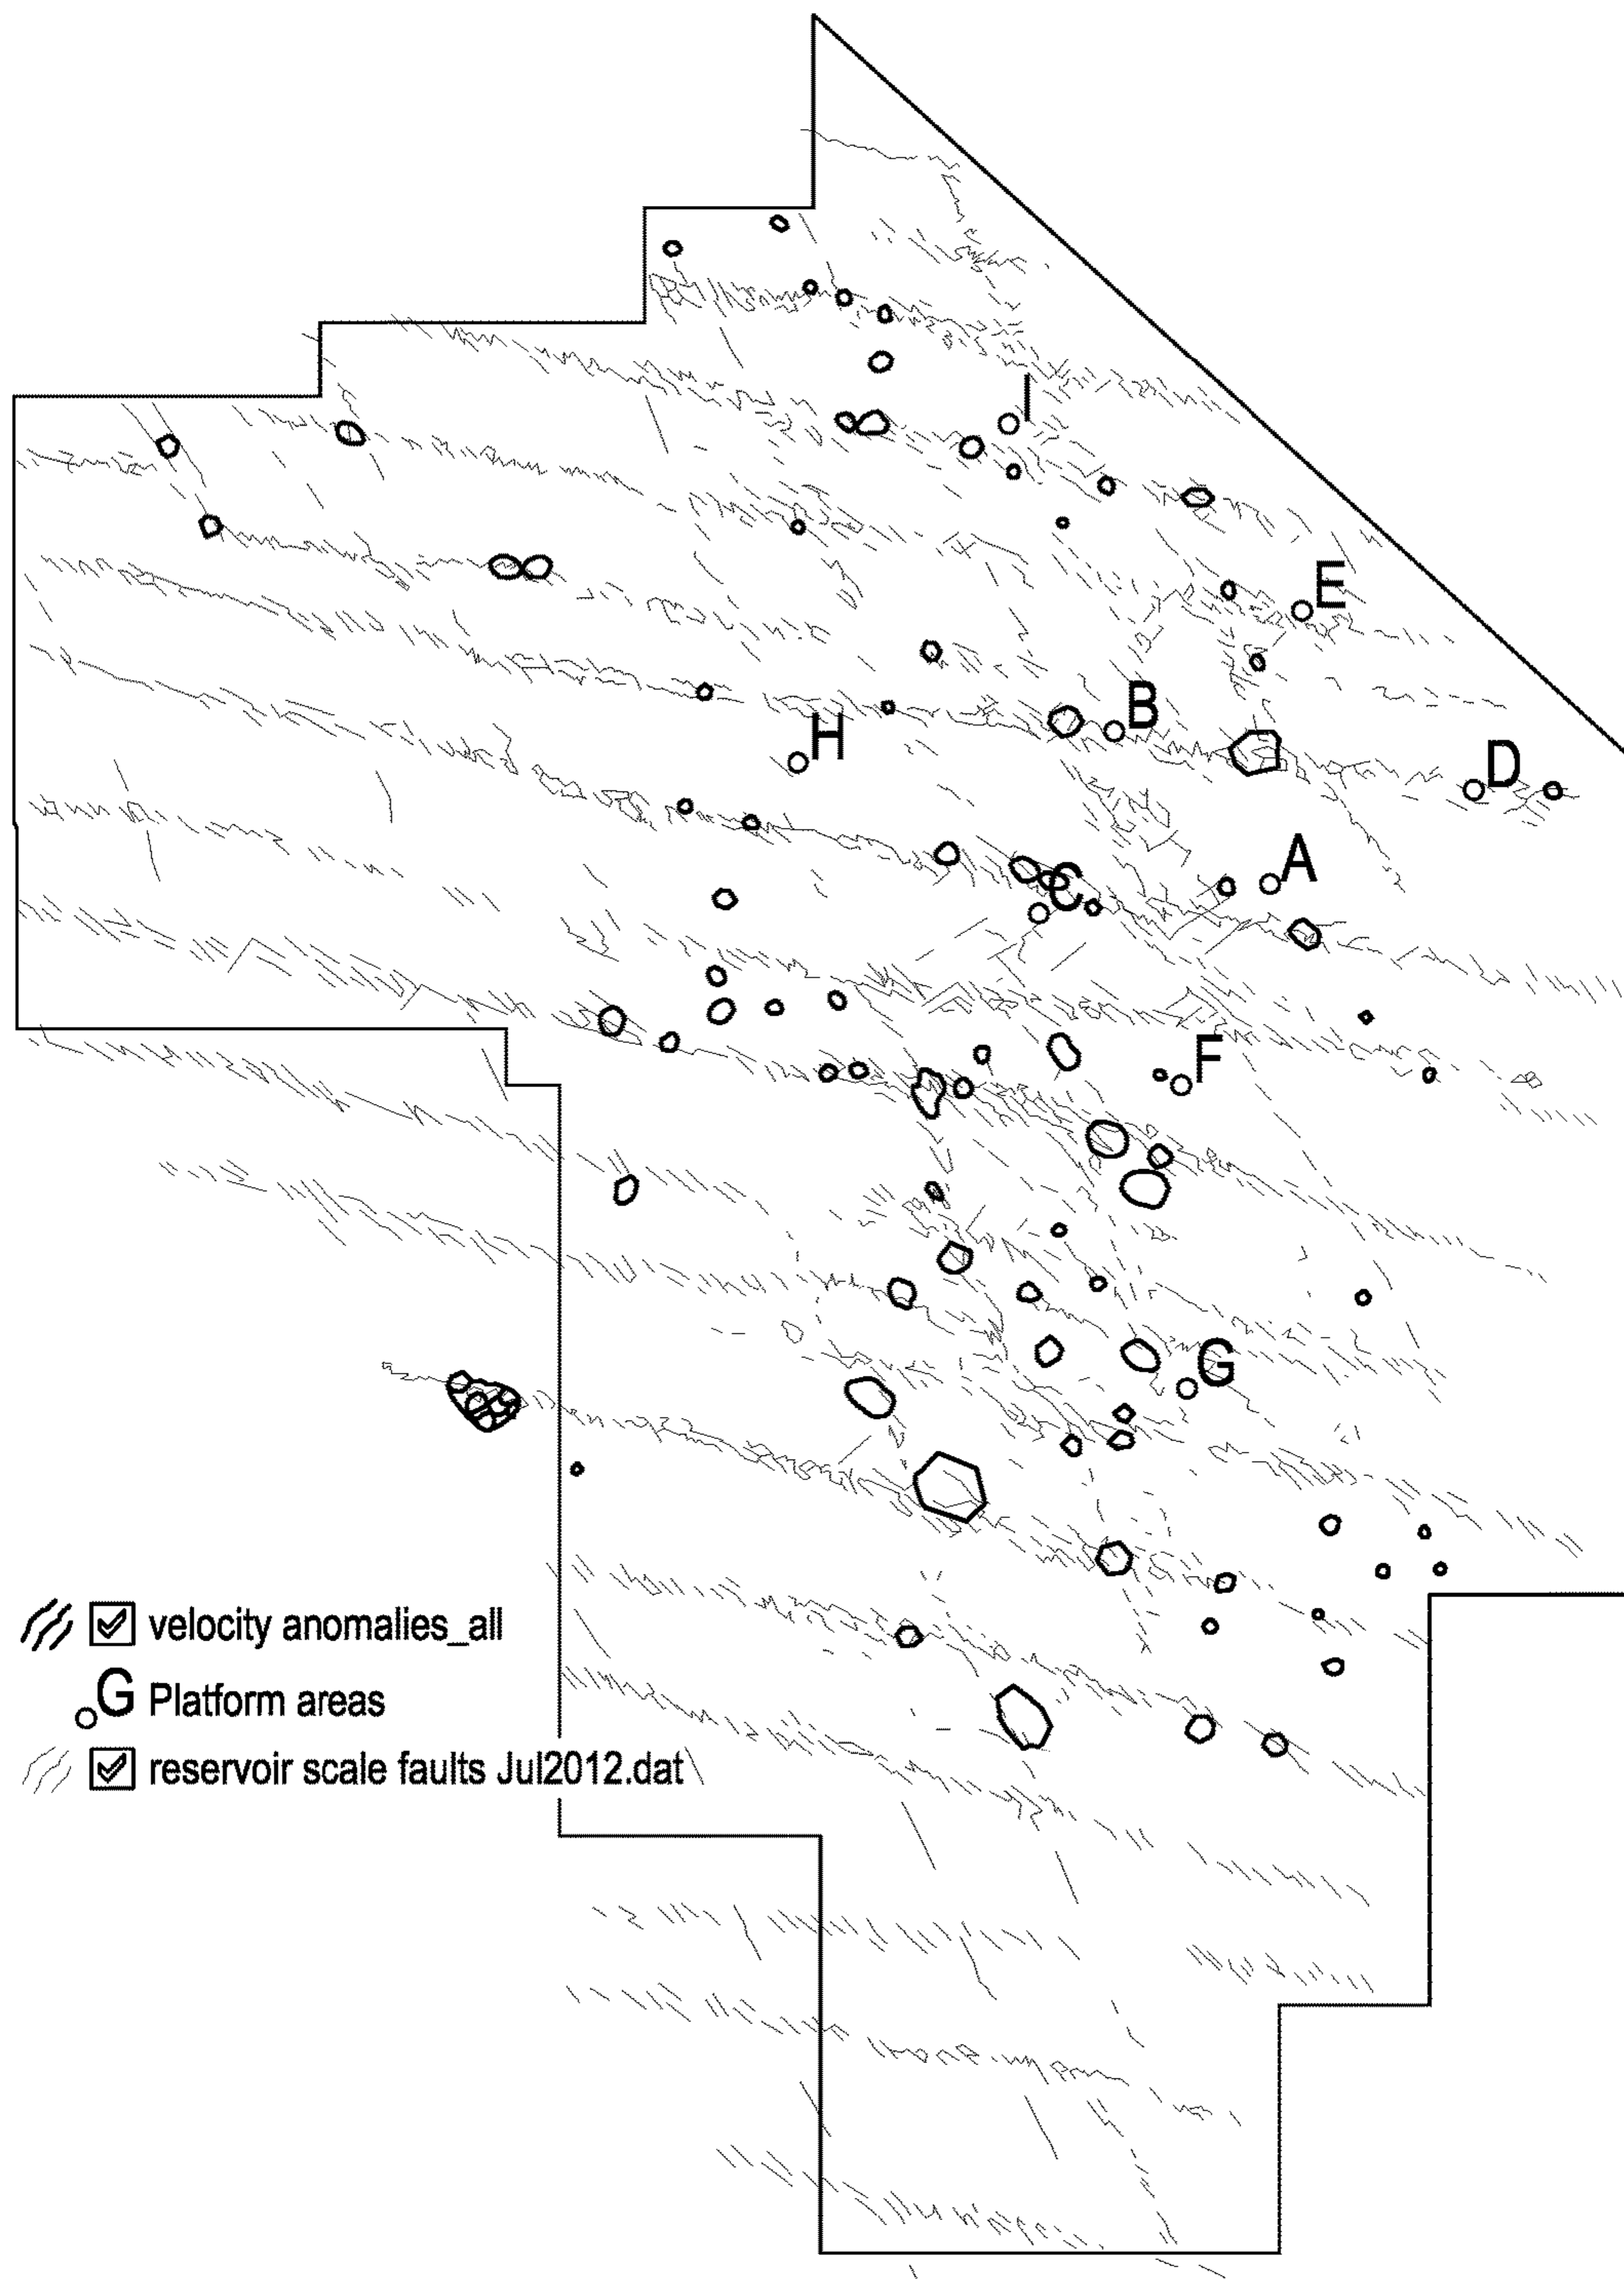 I
E
B
H
D
A
C
F
G
velocity anomalies_all
G Platform areas
reservoir scale faults Jul2012.dat